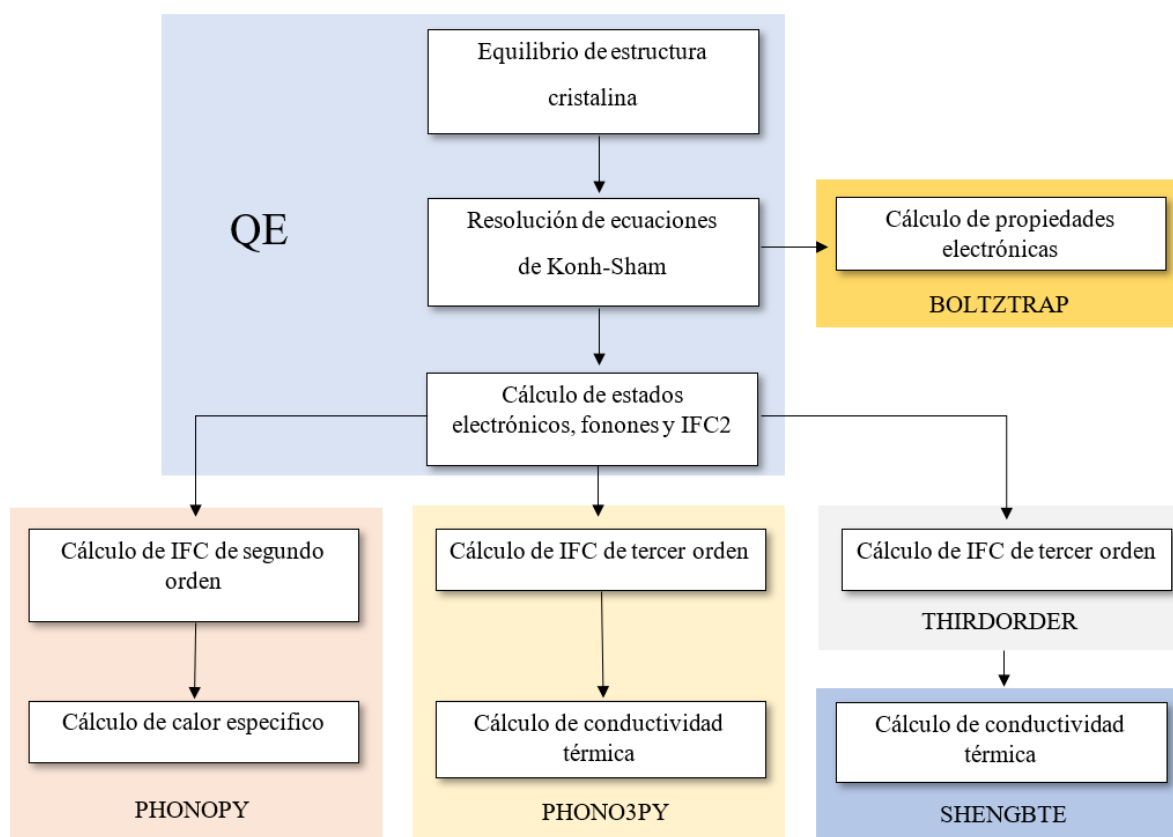 Equilibrio de estructura
cristalina
QE
Resolución de ecuaciones
de Konh-Sham
Cálculo de propiedades
electrónicas
BOLTZTRAP
Cálculo de estados
electrónicos, fonones y IFC2
Cálculo de IFC de segundo
orden
Cálculo de calor especifico
PHONOPY
Cálculo de IFC de tercer orden
Cálculo de conductividad
térmica
PHONO3PY
Cálculo de IFC de tercer orden
THIRDORDER
Cálculo de conductividad
térmica
SHENGBTE